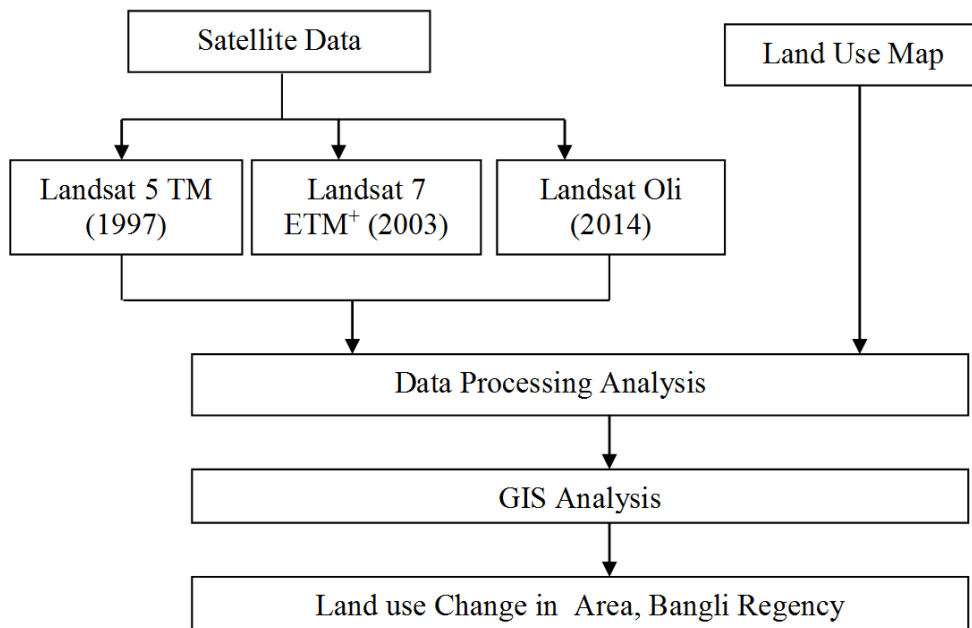 Satellite Data
Land Use Map
Landsat 5 TM
(1997)
Landsat 7
ETM⁺ (2003)
Landsat Oli
(2014)
Data Processing Analysis
GIS Analysis
Land use Change in Area, Bangli Regency